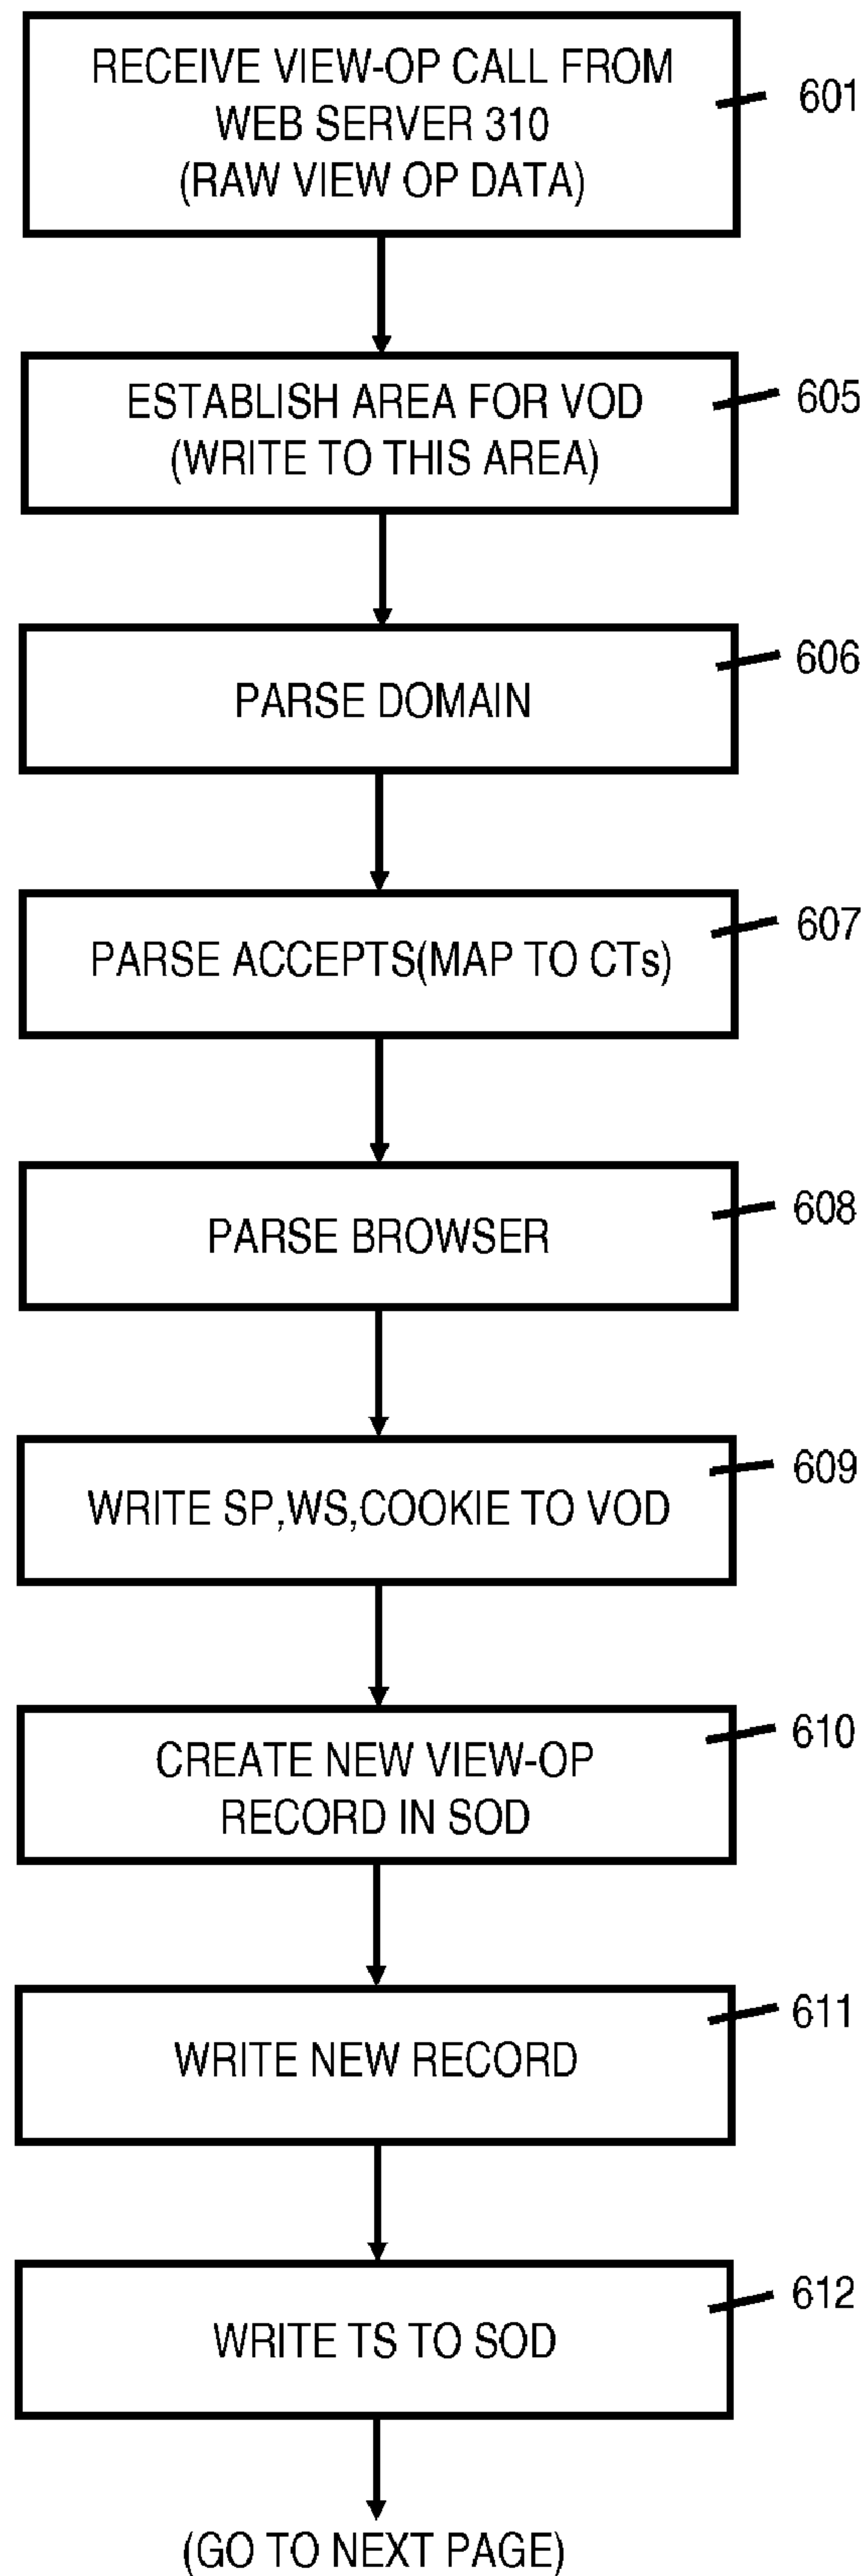 RECEIVE VIEW-OP CALL FROM
WEB SERVER 310
(RAW VIEW OP DATA)
601
ESTABLISH AREA FOR VOD
(WRITE TO THIS AREA)
605
PARSE DOMAIN
606
PARSE ACCEPTS(MAP TO CTs)
607
PARSE BROWSER
608
WRITE SP,WS,COOKIE TO VOD
609
CREATE NEW VIEW-OP
RECORD IN SOD
610
WRITE NEW RECORD
611
WRITE TS TO SOD
612
(GO TO NEXT PAGE)